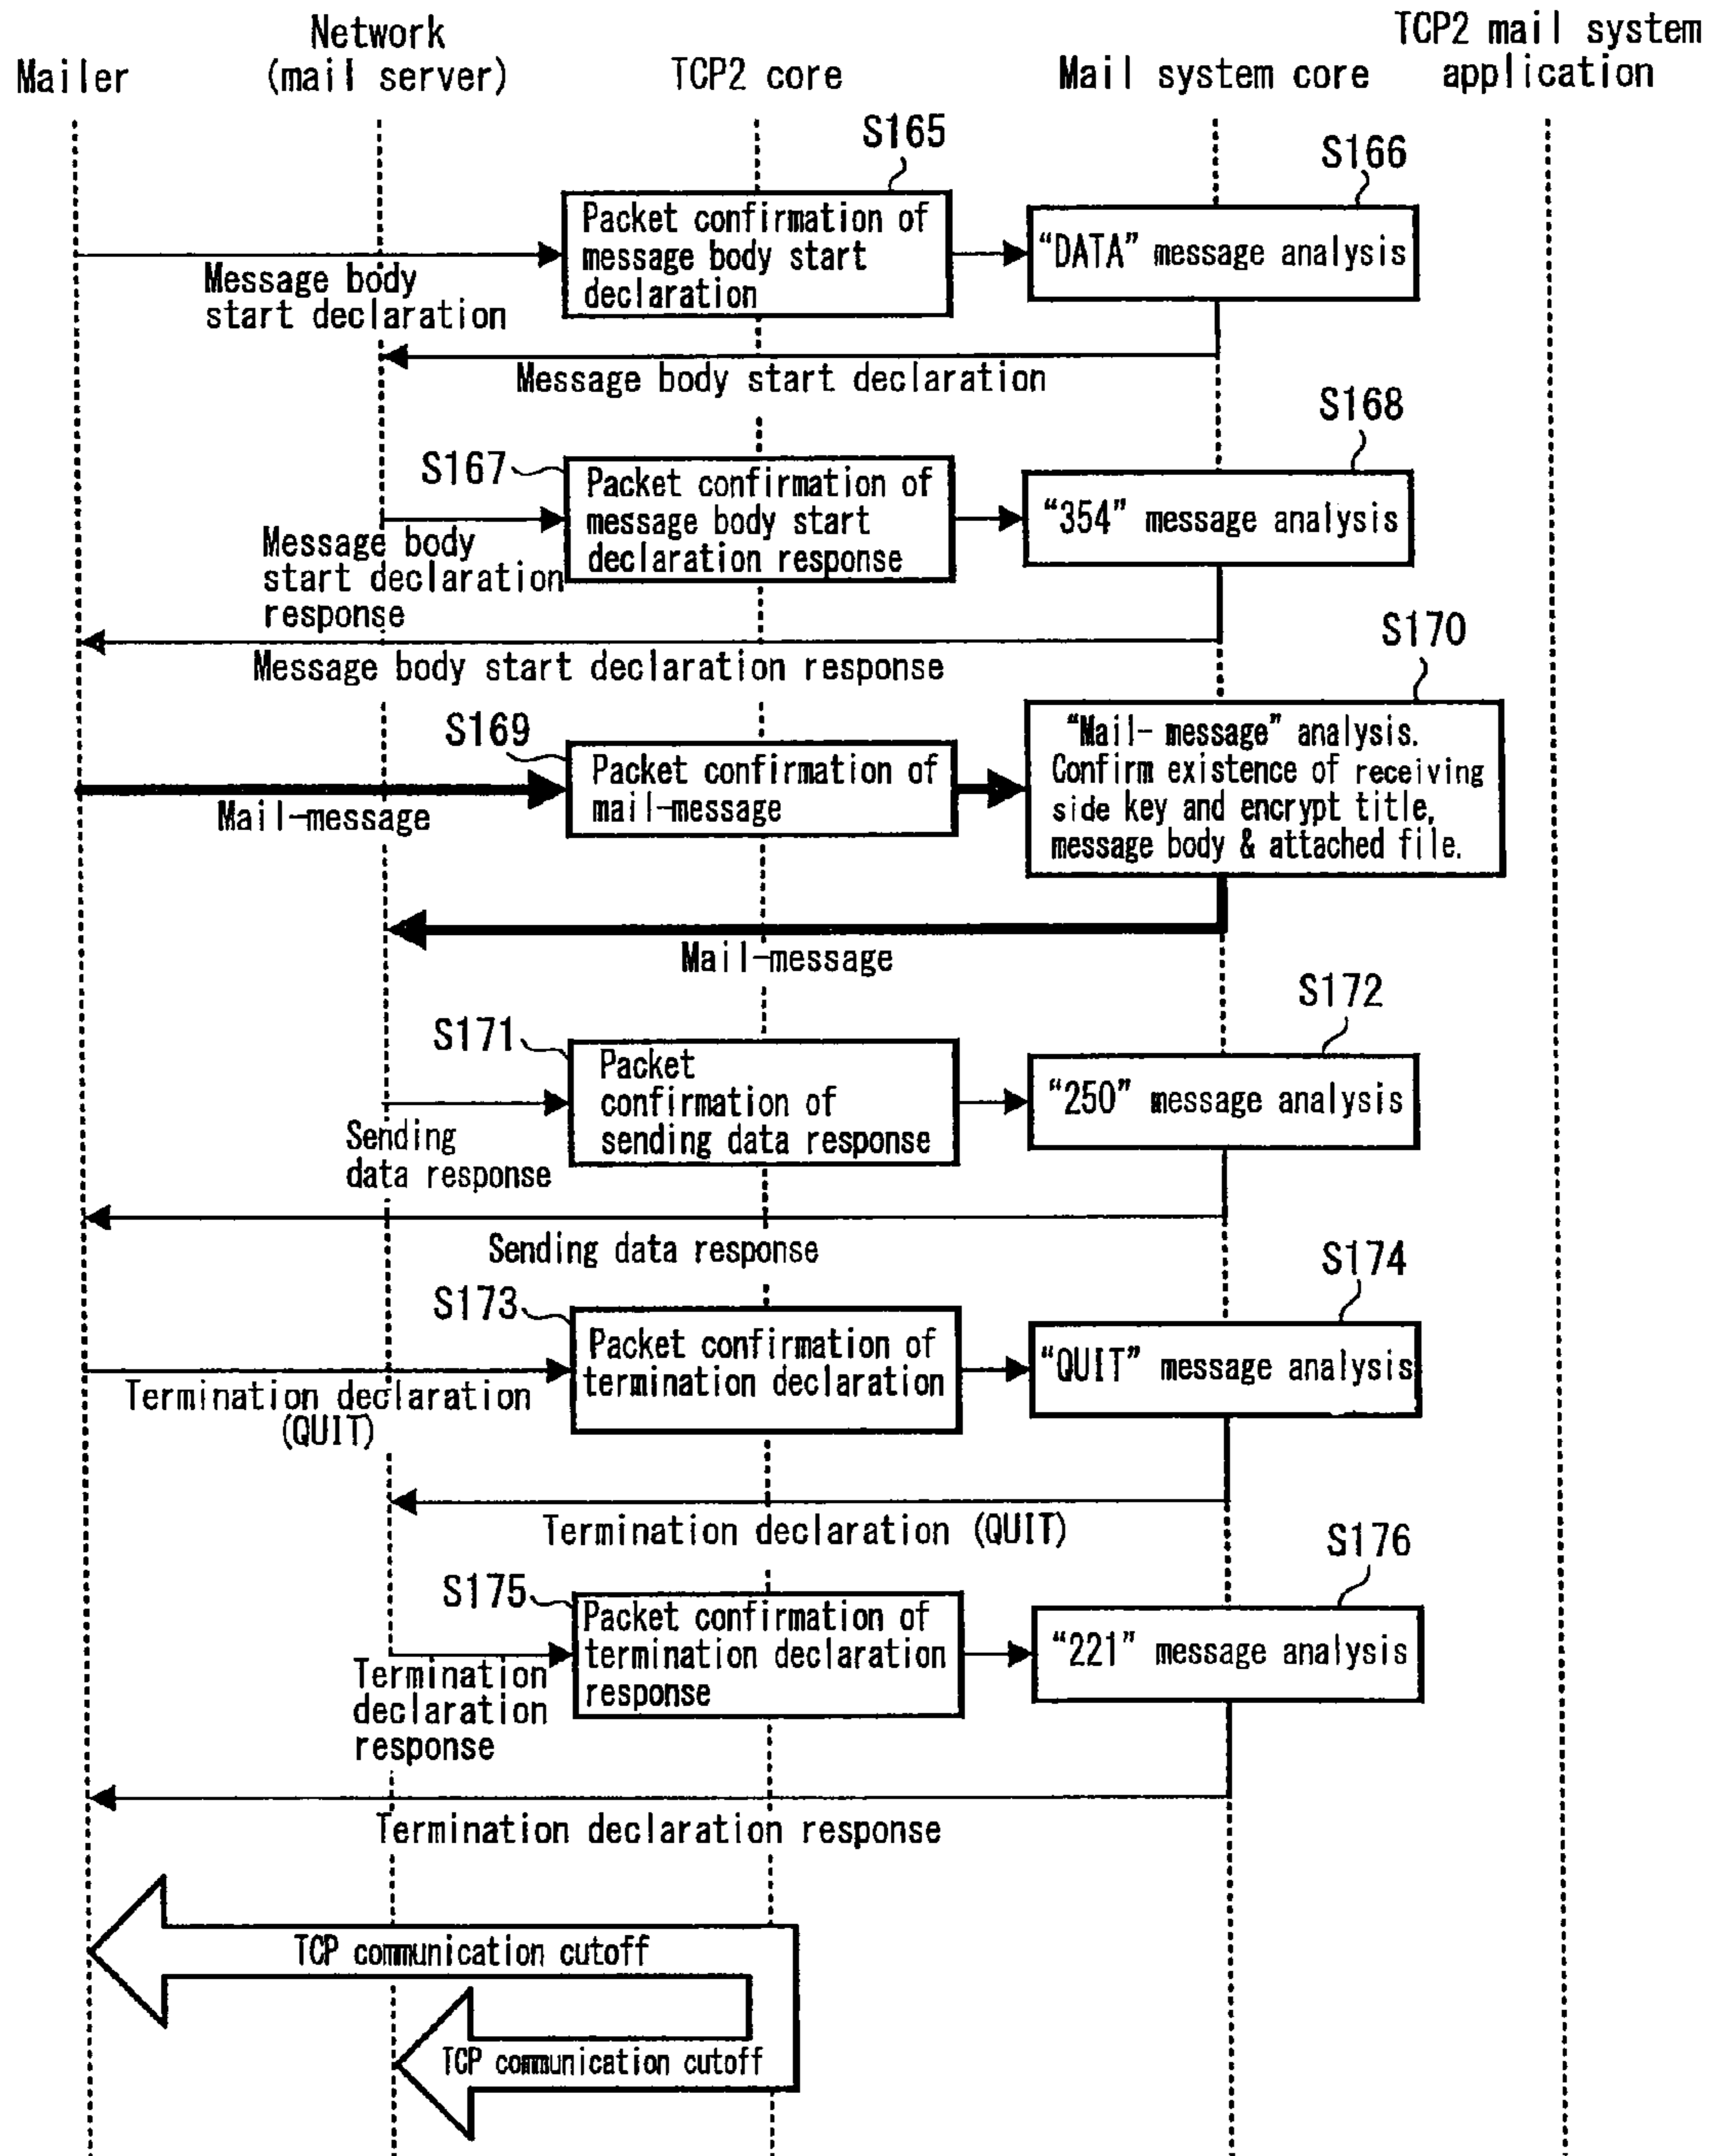 Mailer
Network
(mail server)
TCP2 core
Mail system core
TCP2 mail system
application
S165
S166
Packet confirmation of
message body start
declaration
“DATA” message analysis
Message body
start declaration
Message body start declaration
S167
S168
Packet confirmation of
message body start
declaration response
“354” message analysis
Message body
start declaration
response
Message body start declaration response
S169
S170
Packet confirmation of
mail-message
“Mail- message” analysis.
Confirm existence of receiving
side key and encrypt title,
message body & attached file.
Mail-message
Mail-message
S171
S172
Packet
confirmation of
sending data response
“250” message analysis
Sending
data response
Sending data response
S173
S174
Packet confirmation of
termination declaration
“QUIT” message analysis
Termination declaration
(QUIT)
Termination declaration (QUIT)
S175
S176
Packet confirmation of
termination declaration
response
“221” message analysis
Termination
declaration
response
Termination declaration response
TCP communication cutoff
TCP communication cutoff